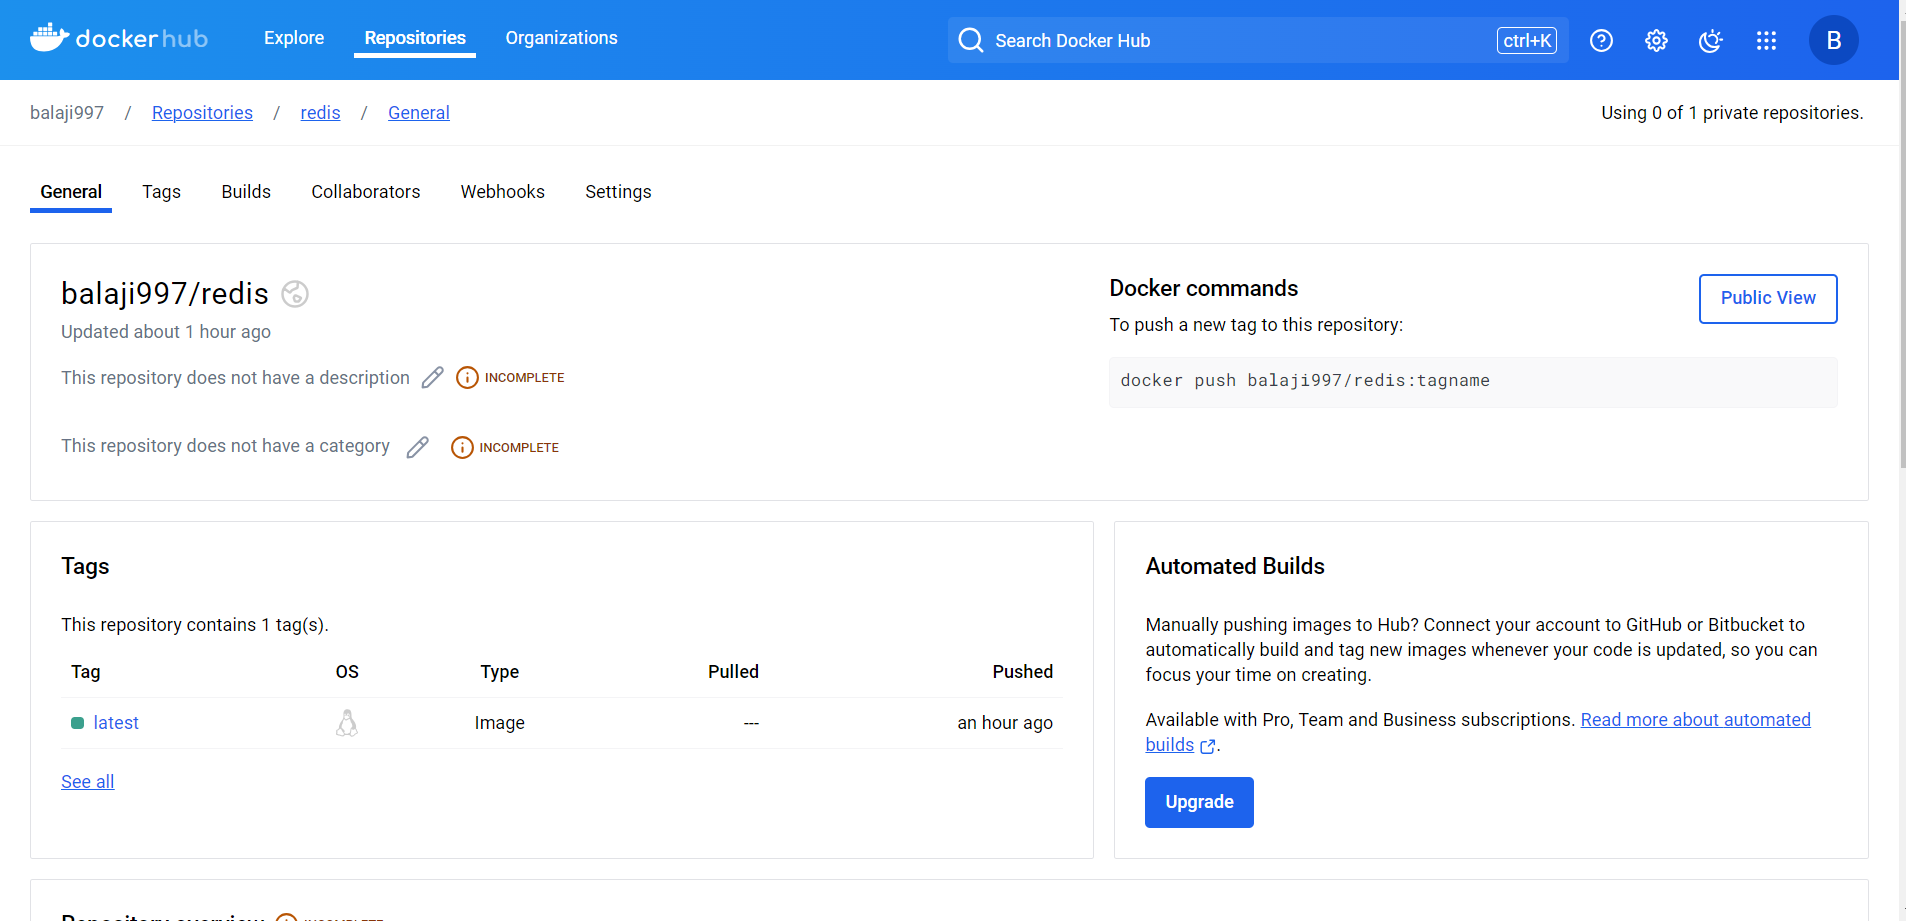 docker hub
Explore
Repositories
Organizations
Search Docker Hub
ctrl+K
B
balaji997 / Repositories / redis / General
Using 0 of 1 private repositories.
General
Tags
Builds
Collaborators
Webhooks
Settings
balaji997/redis
Updated about 1 hour ago
This repository does not have a description
INCOMPLETE
This repository does not have a category
INCOMPLETE
Docker commands
To push a new tag to this repository:
docker push balaji997/redis:tagname
Public View
Tags
This repository contains 1 tag(s).
Tag OS Type Pulled Pushed
latest Image --- an hour ago
See all
Automated Builds
Manually pushing images to Hub? Connect your account to GitHub or Bitbucket to
automatically build and tag new images whenever your code is updated, so you can
focus your time on creating.
Available with Pro, Team and Business subscriptions. Read more about automated
builds .
Upgrade
Repository overview INCOMPLETE